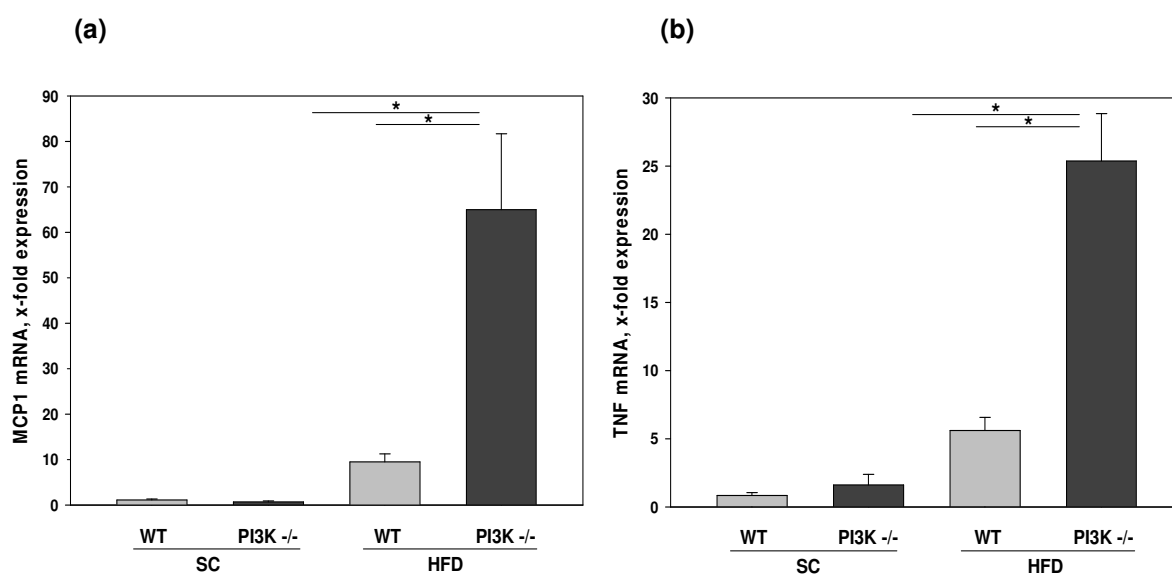 (a)
MCP1 mRNA, x-fold expression
90
80
70
60
50
40
30
20
10
0
*
*
WT PI3K -/- WT PI3K -/-
SC HFD
(b)
TNF mRNA, x-fold expression
30
25
20
15
10
5
0
*
*
WT PI3K -/- WT PI3K -/-
SC HFD